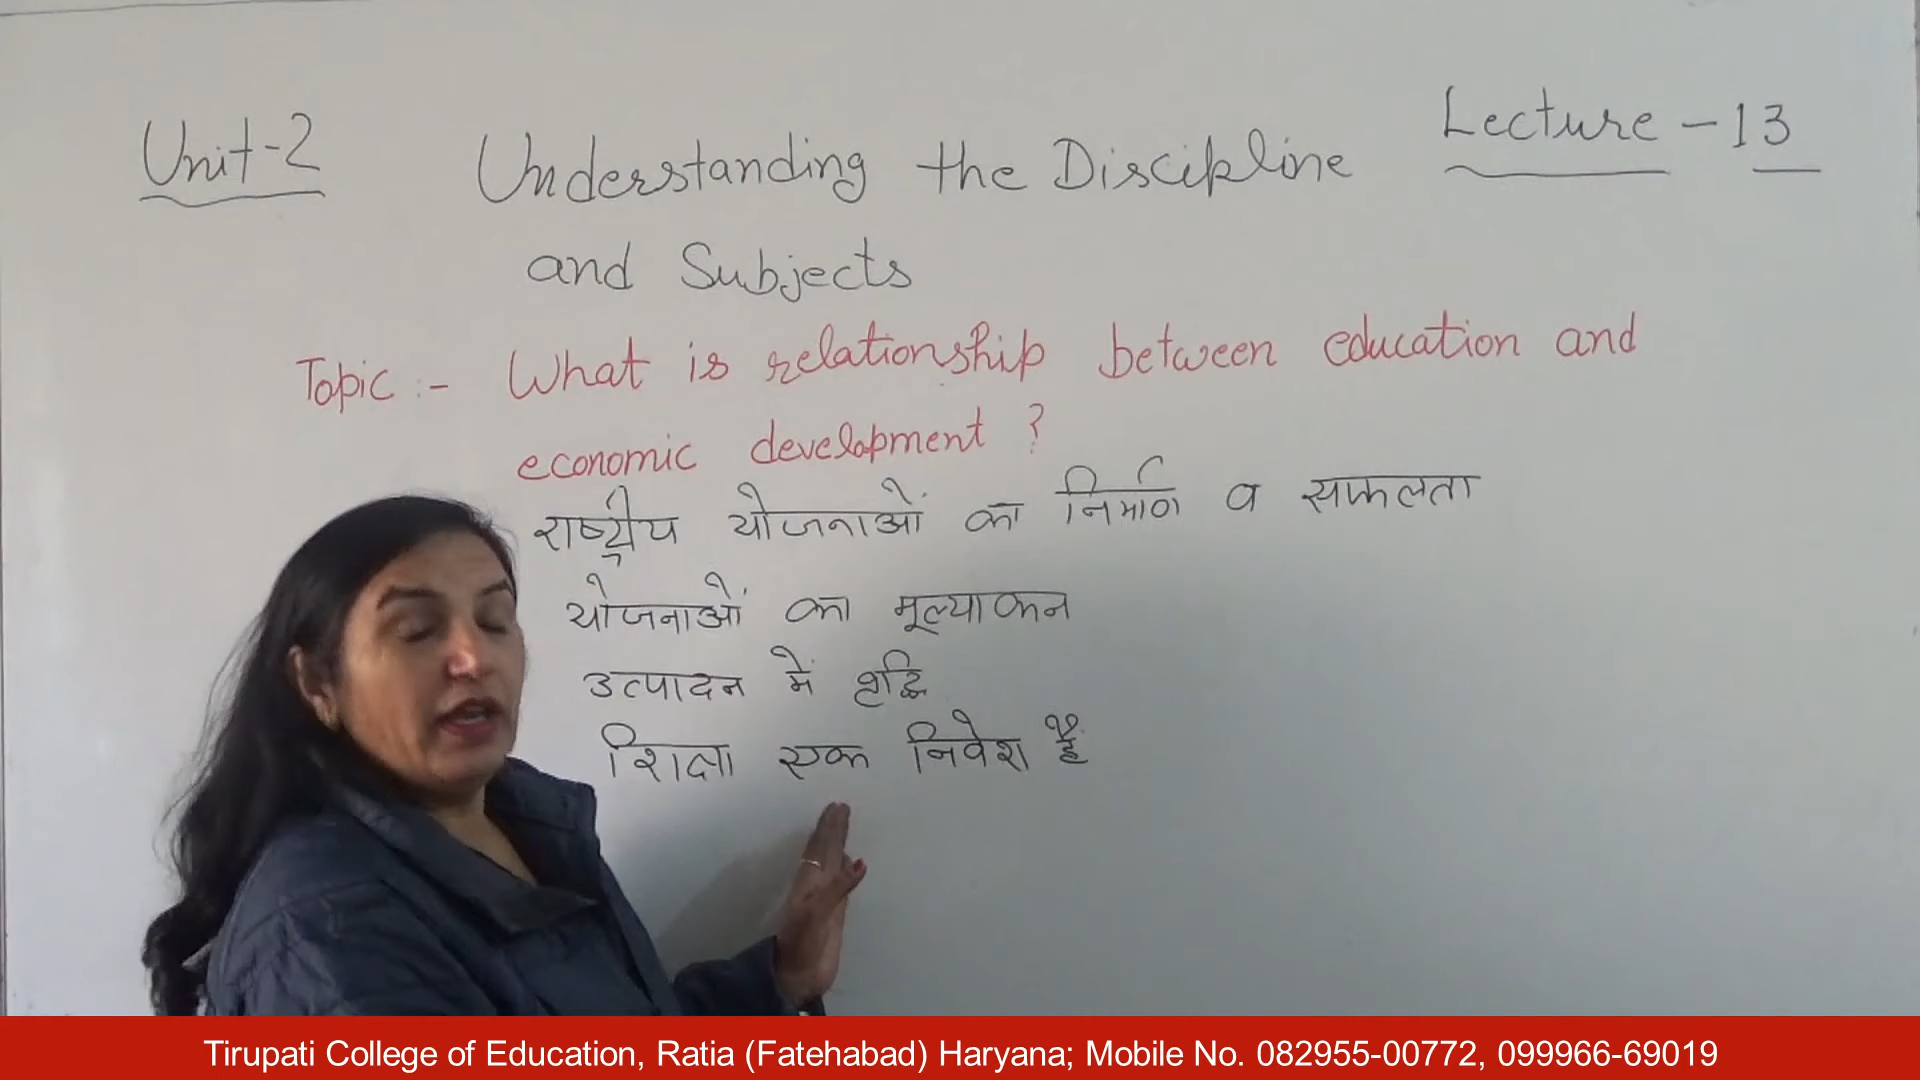 Unit-2
Lecture - 13
Understanding the Discipline
and Subjects
Topic :- What is relationship between education and
economic development ?
राष्ट्रीय योजनाओं का निर्माण व सफलता
योजनाओं का मूल्याकन
उत्पादन में वृद्धि
शिक्षा एक निवेश है
Tirupati College of Education, Ratia (Fatehabad) Haryana; Mobile No. 082955-00772, 099966-69019